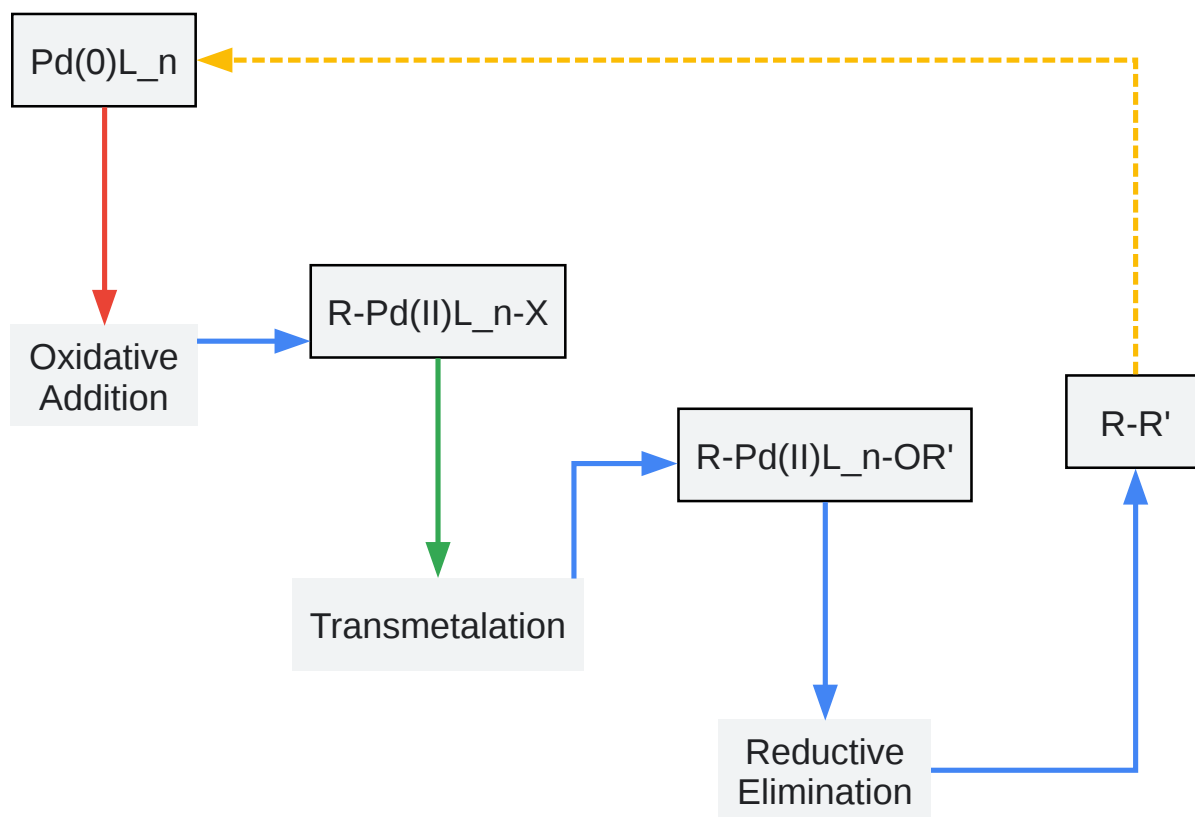 Pd(0)L_n
Oxidative
Addition
R-Pd(II)L_n-X
Transmetalation
R-Pd(II)L_n-OR'
Reductive
Elimination
R-R'